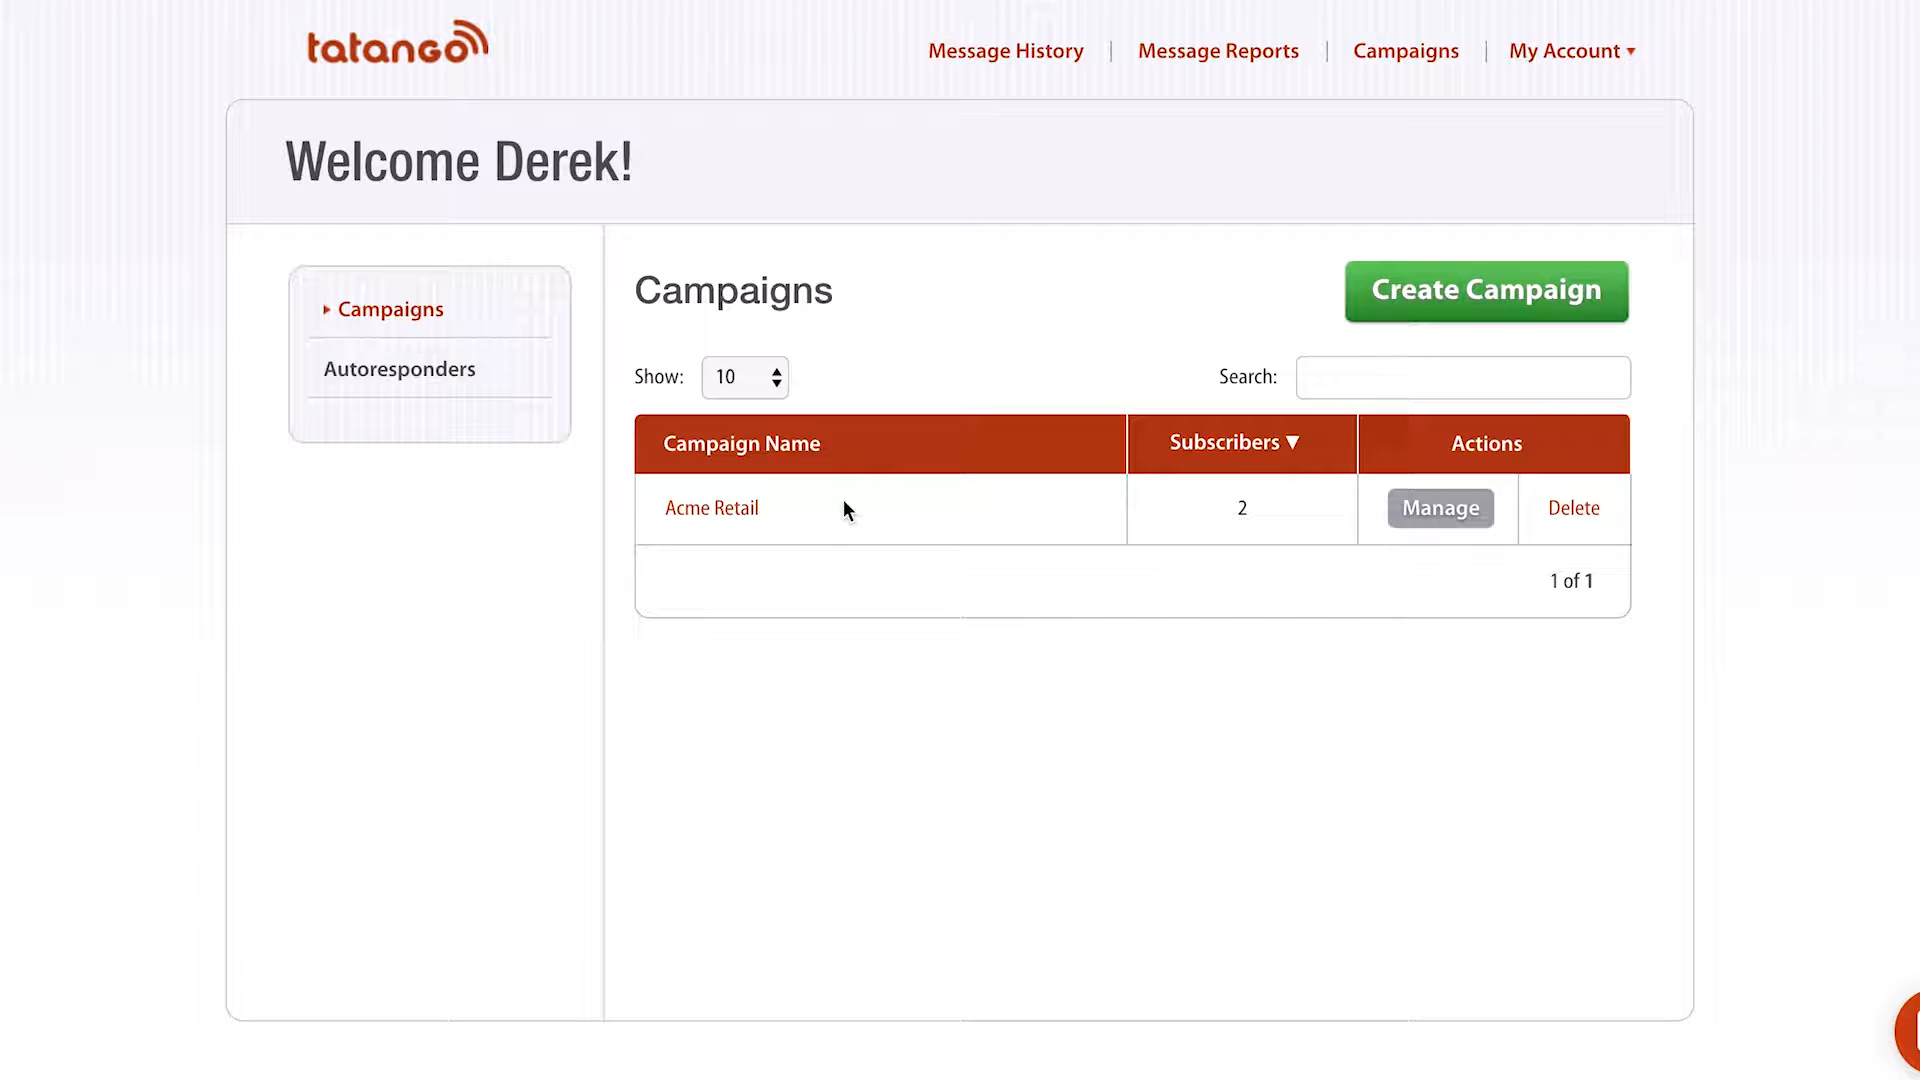 tatango
Message History | Message Reports | Campaigns | My Account ▾
Welcome Derek!
Campaigns
Autoresponders
Campaigns
Create Campaign
Show: 10
Search:
Campaign Name Subscribers ▼ Actions
Acme Retail 2 Manage Delete
1 of 1